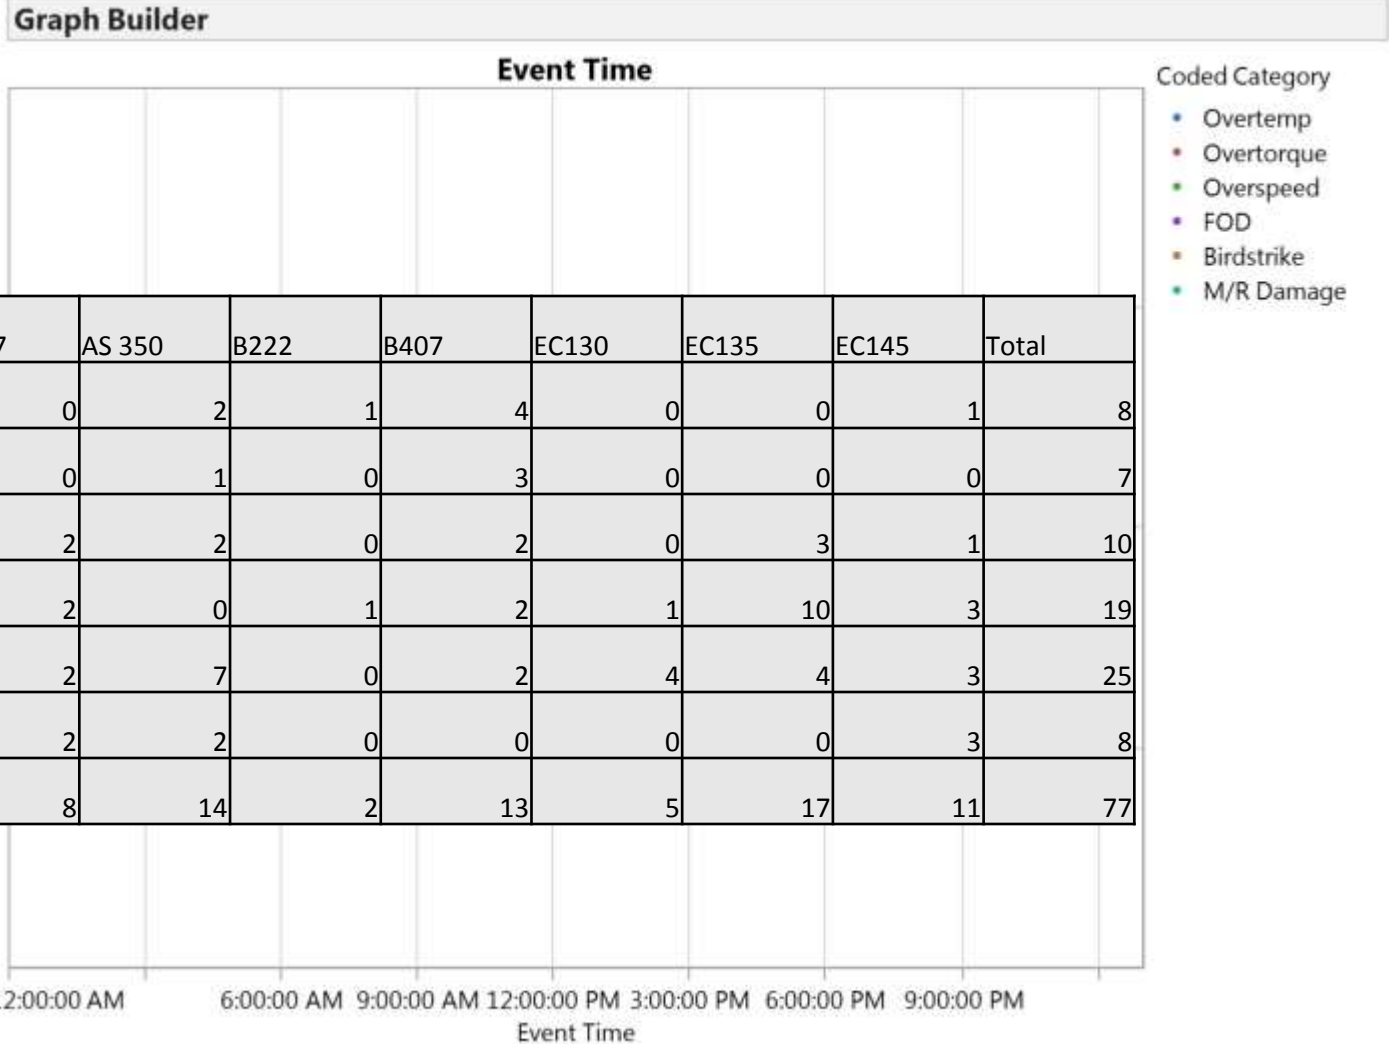 Graph Builder
Event Time
Coded Category
Overtemp
Overtorque
Overspeed
FOD
Birdstrike
M/R Damage
7 AS 350 B222 B407 EC130 EC135 EC145 Total
0 2 1 4 0 0 1 8
0 1 0 3 0 0 0 7
2 2 0 2 0 3 1 10
2 0 1 2 1 10 3 19
2 7 0 2 4 4 3 25
2 2 0 0 0 0 3 8
8 14 2 13 5 17 11 77
2:00:00 AM 6:00:00 AM 9:00:00 AM 12:00:00 PM 3:00:00 PM 6:00:00 PM 9:00:00 PM
Event Time